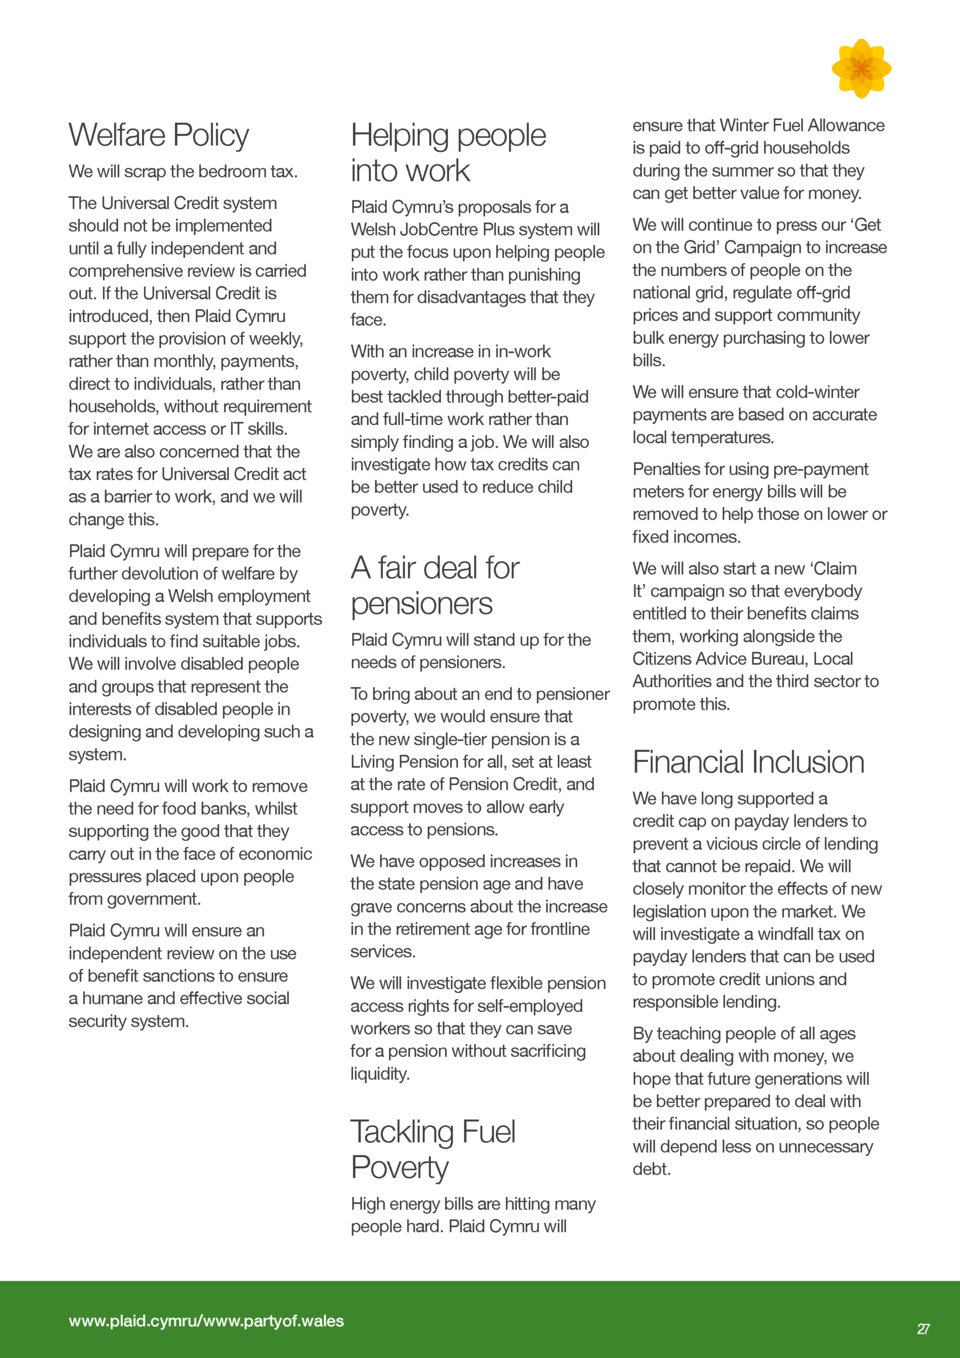 Welfare Policy
We will scrap the bedroom tax.
The Universal Credit system
should not be implemented
until a fully independent and
comprehensive review is carried
out. If the Universal Credit is
introduced, then Plaid Cymru
support the provision of weekly,
rather than monthly, payments,
direct to individuals, rather than
households, without requirement
for internet access or IT skills.
We are also concerned that the
tax rates for Universal Credit act
as a barrier to work, and we will
change this.
Plaid Cymru will prepare for the
further devolution of welfare by
developing a Welsh employment
and benefits system that supports
individuals to find suitable jobs.
We will involve disabled people
and groups that represent the
interests of disabled people in
designing and developing such a
system.
Plaid Cymru will work to remove
the need for food banks, whilst
supporting the good that they
carry out in the face of economic
pressures placed upon people
from government.
Plaid Cymru will ensure an
independent review on the use
of benefit sanctions to ensure
a humane and effective social
security system.
Helping people
into work
Plaid Cymru's proposals for a
Welsh JobCentre Plus system will
put the focus upon helping people
into work rather than punishing
them for disadvantages that they
face.
With an increase in in-work
poverty, child poverty will be
best tackled through better-paid
and full-time work rather than
simply finding a job. We will also
investigate how tax credits can
be better used to reduce child
poverty.
A fair deal for
pensioners
Plaid Cymru will stand up for the
needs of pensioners.
To bring about an end to pensioner
poverty, we would ensure that
the new single-tier pension is a
Living Pension for all, set at least
at the rate of Pension Credit, and
support moves to allow early
access to pensions.
We have opposed increases in
the state pension age and have
grave concerns about the increase
in the retirement age for frontline
services.
We will investigate flexible pension
access rights for self-employed
workers so that they can save
for a pension without sacrificing
liquidity.
Tackling Fuel
Poverty
High energy bills are hitting many
people hard. Plaid Cymru will
ensure that Winter Fuel Allowance
is paid to off-grid households
during the summer so that they
can get better value for money.
We will continue to press our 'Get
on the Grid' Campaign to increase
the numbers of people on the
national grid, regulate off-grid
prices and support community
bulk energy purchasing to lower
bills.
We will ensure that cold-winter
payments are based on accurate
local temperatures.
Penalties for using pre-payment
meters for energy bills will be
removed to help those on lower or
fixed incomes.
We will also start a new 'Claim
It' campaign so that everybody
entitled to their benefits claims
them, working alongside the
Citizens Advice Bureau, Local
Authorities and the third sector to
promote this.
Financial Inclusion
We have long supported a
credit cap on payday lenders to
prevent a vicious circle of lending
that cannot be repaid. We will
closely monitor the effects of new
legislation upon the market. We
will investigate a windfall tax on
payday lenders that can be used
to promote credit unions and
responsible lending.
By teaching people of all ages
about dealing with money, we
hope that future generations will
be better prepared to deal with
their financial situation, so people
will depend less on unnecessary
debt.
www.plaid.cymru/www.partyof.wales
27